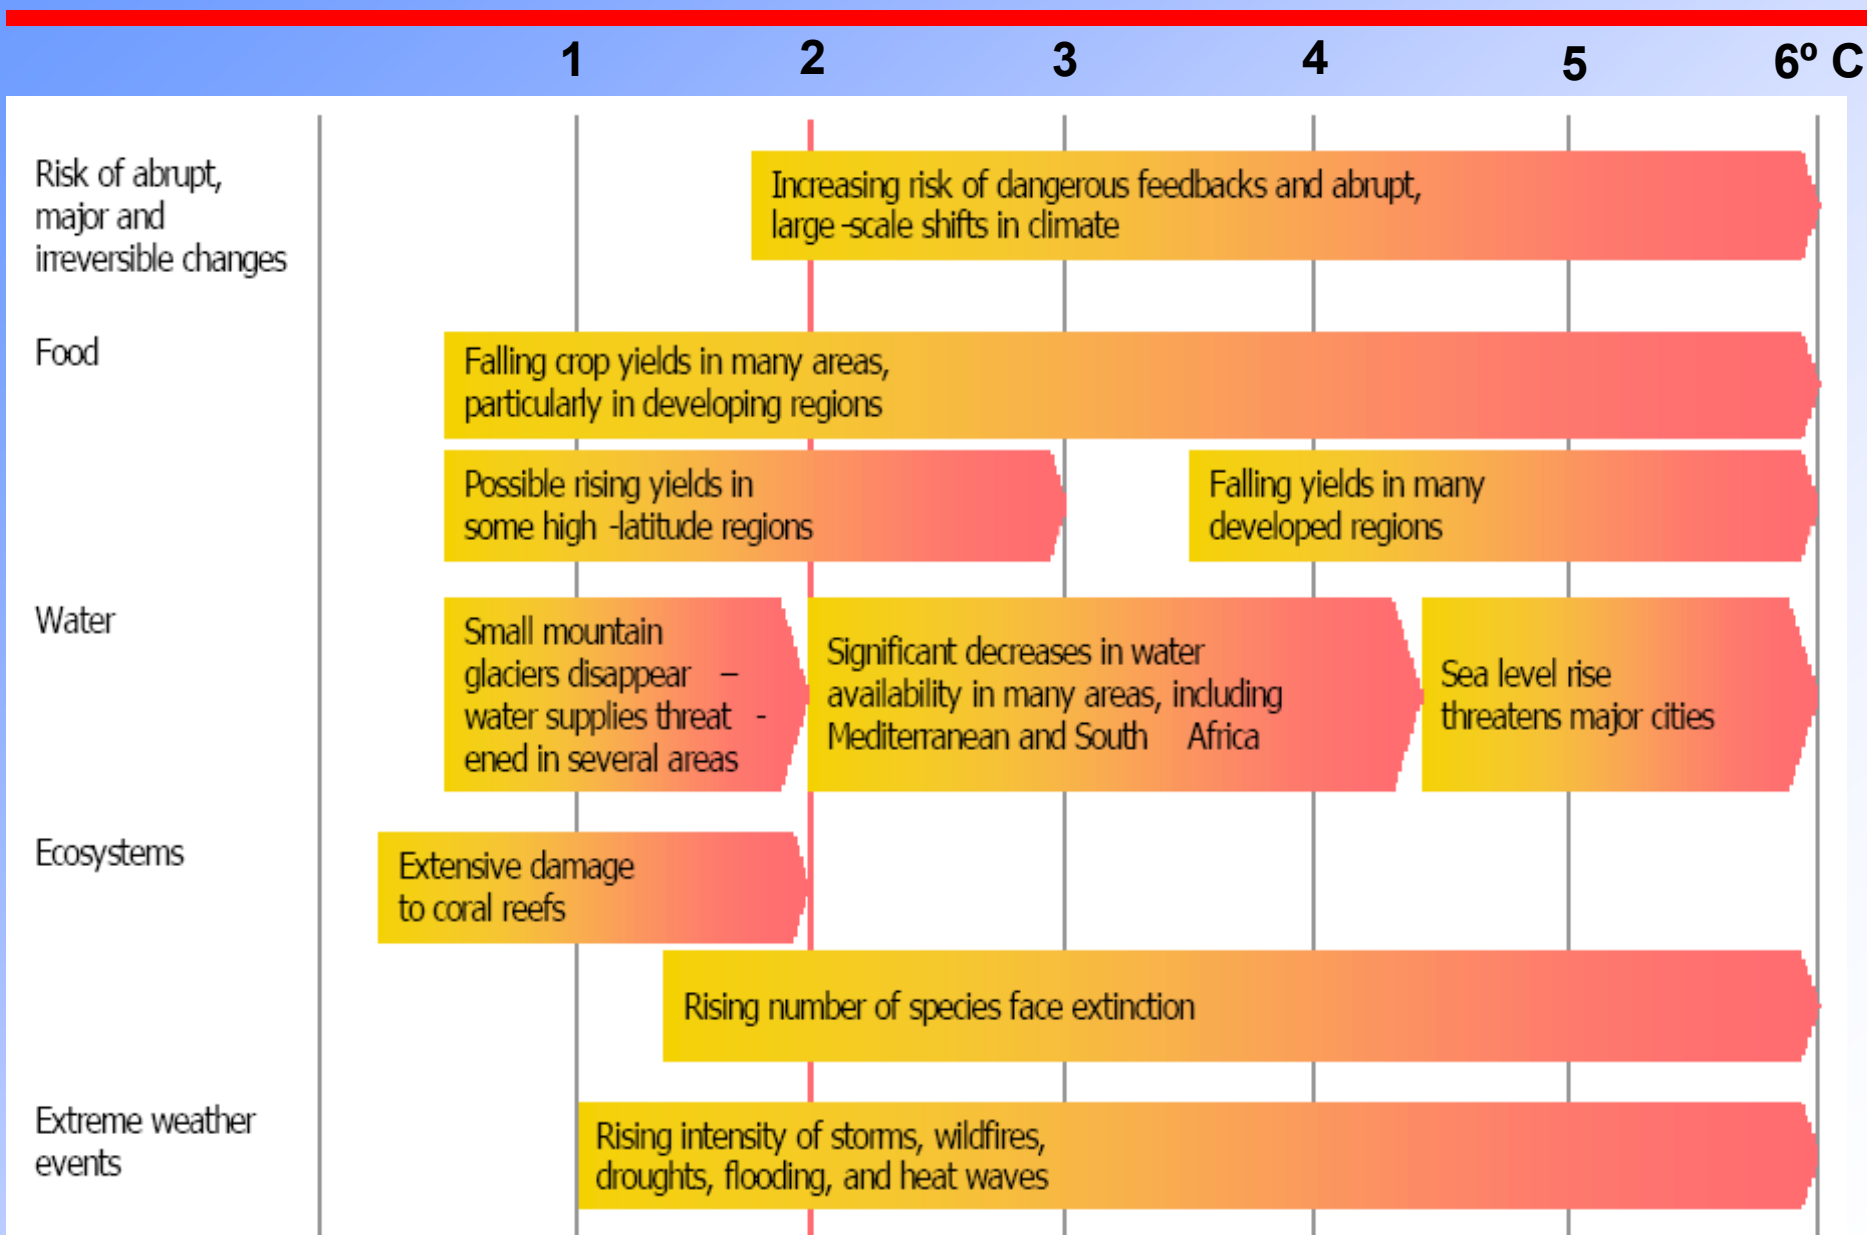 1 2 3 4 5 6º C
Risk of abrupt,
major and
irreversible changes
Increasing risk of dangerous feedbacks and abrupt,
large -scale shifts in climate
Food
Falling crop yields in many areas,
particularly in developing regions
Possible rising yields in
some high -latitude regions
Falling yields in many
developed regions
Water
Small mountain
glaciers disappear –
water supplies threat -
ened in several areas
Significant decreases in water
availability in many areas, including
Mediterranean and South Africa
Sea level rise
threatens major cities
Ecosystems
Extensive damage
to coral reefs
Rising number of species face extinction
Extreme weather
events
Rising intensity of storms, wildfires,
droughts, flooding, and heat waves